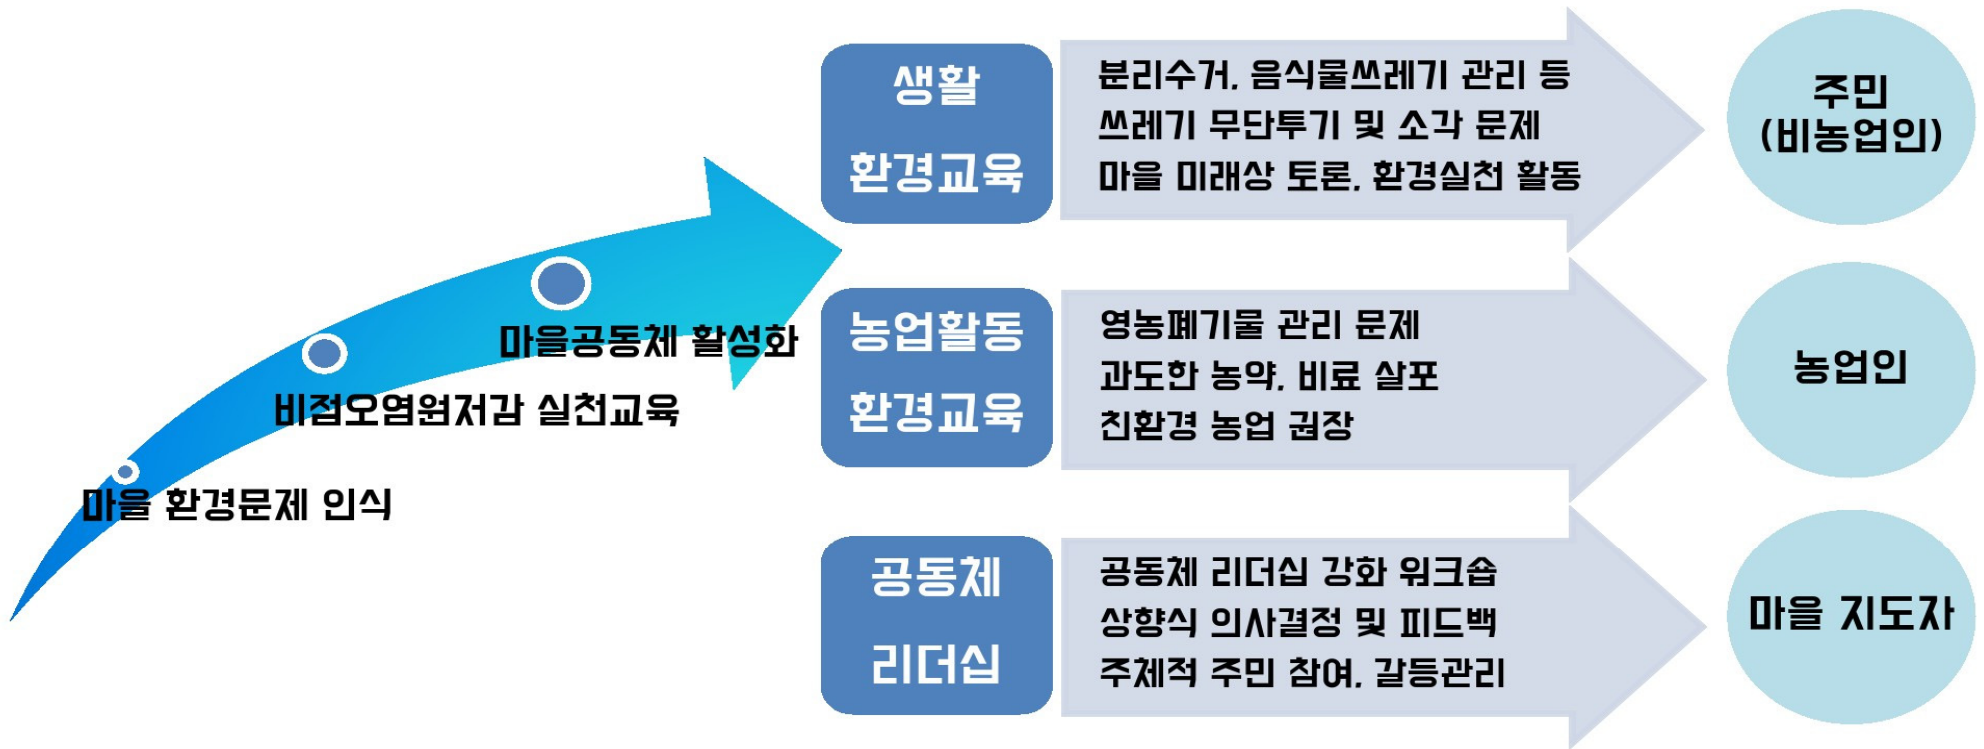 마을 환경문제 인식
비점오염원저감 실천교육
마을공동체 활성화
생활
환경교육
분리수거, 음식물쓰레기 관리 등
쓰레기 무단투기 및 소각 문제
마을 미래상 토론, 환경실천 활동
주민
(비농업인)
농업활동
환경교육
영농폐기물 관리 문제
과도한 농약, 비료 살포
친환경 농업 권장
농업인
공동체
리더십
공동체 리더십 강화 워크숍
상향식 의사결정 및 피드백
주체적 주민 참여, 갈등관리
마을 지도자